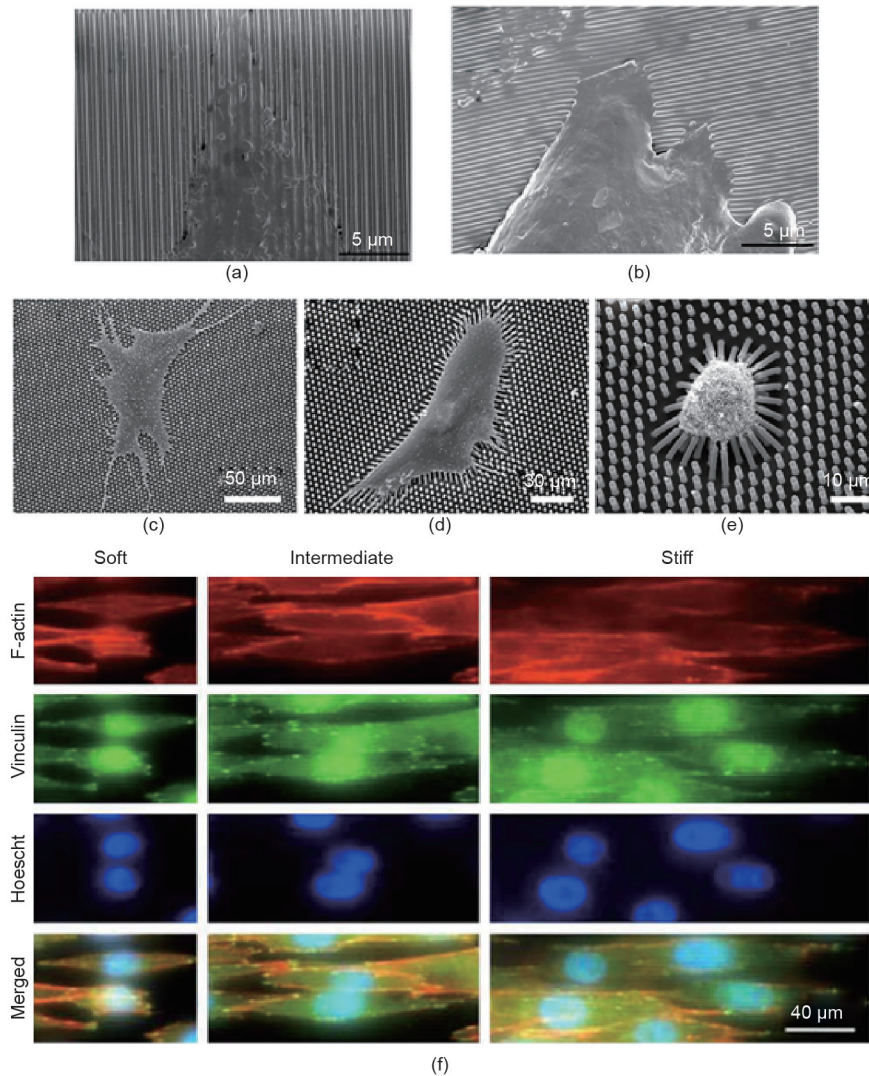 5 µm
5 µm
(a)
(b)
50 µm
30 µm
10 µm
(c)
(d)
(e)
Soft
Intermediate
Stiff
F-actin
Vinculin
Hoescht
Merged
40 µm
(f)